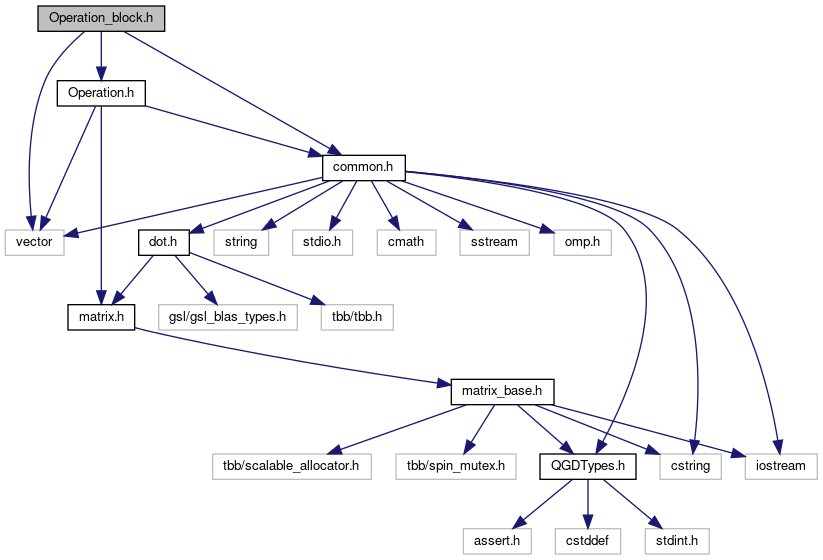 Operation_block.h
Operation.h
common.h
vector
dot.h
string
stdio.h
cmath
sstream
omp.h
matrix.h
gsl/gsl_blas_types.h
tbb/tbb.h
matrix_base.h
tbb/scalable_allocator.h
tbb/spin_mutex.h
QGDTypes.h
cstring
iostream
assert.h
cstddef
stdint.h